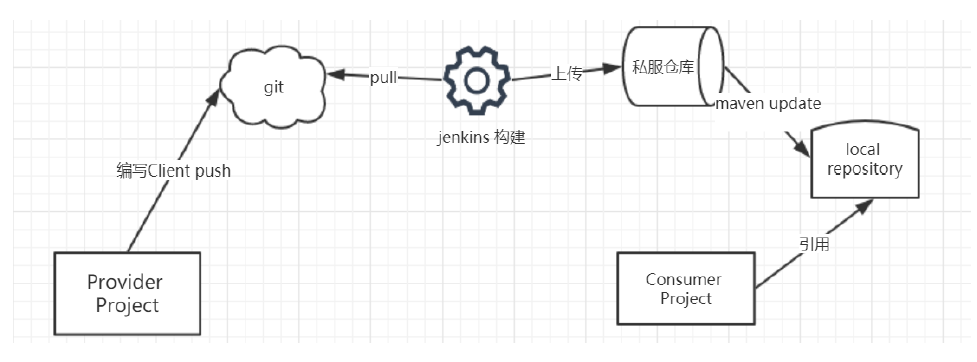 git
pull
上传
私服仓库
jenkins 构建
maven update
local
repository
编写Client push
引用
Provider
Project
Consumer
Project